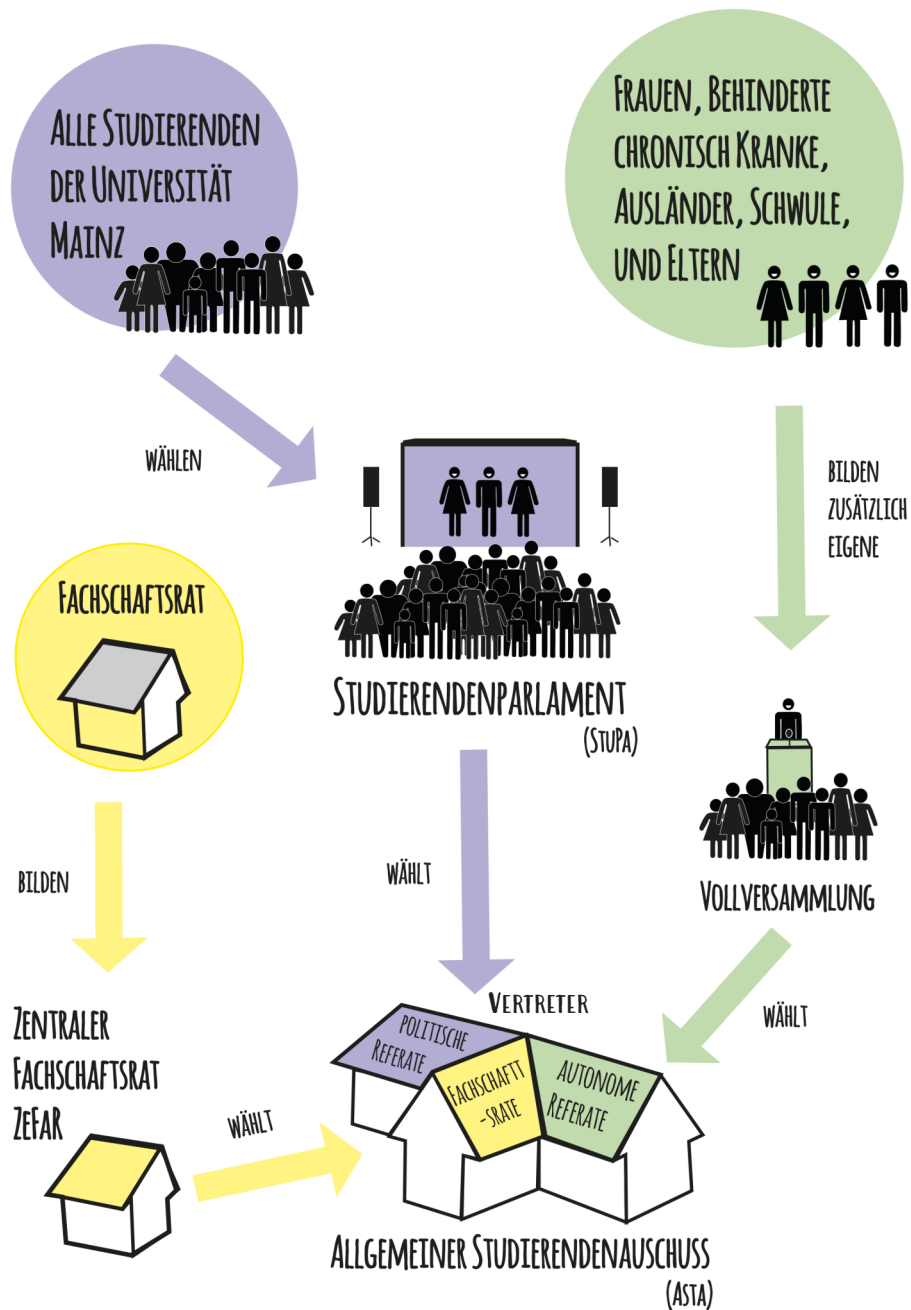 Alle Studierenden
der Universität
Mainz
Frauen, Behinderte
chronisch Kranke,
Ausländer, Schwule,
und Eltern
wählen
bilden
zusätzlich
eigene
Fachschaftsrat
Studierendenparlament
(StuPa)
bilden
wählt
Vollversammlung
wählt
Zentraler
Fachschaftsrat
ZeFaR
wählt
Vertreter
politische
Referate
Fachschaftt
-srate
Autonome
Referate
Allgemeiner Studierendenauschuss
(Asta)